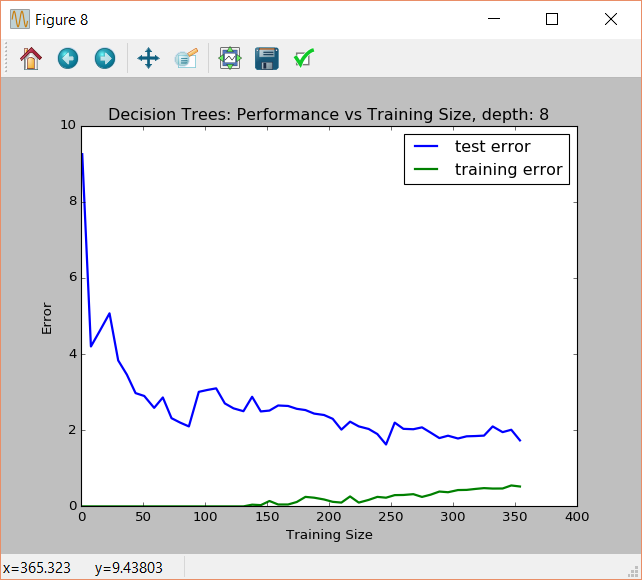 Figure 8
Decision Trees: Performance vs Training Size, depth: 8
10
8
6
4
2
0
Error
test error
training error
0 50 100 150 200 250 300 350 400
Training Size
x=365.323 y=9.43803